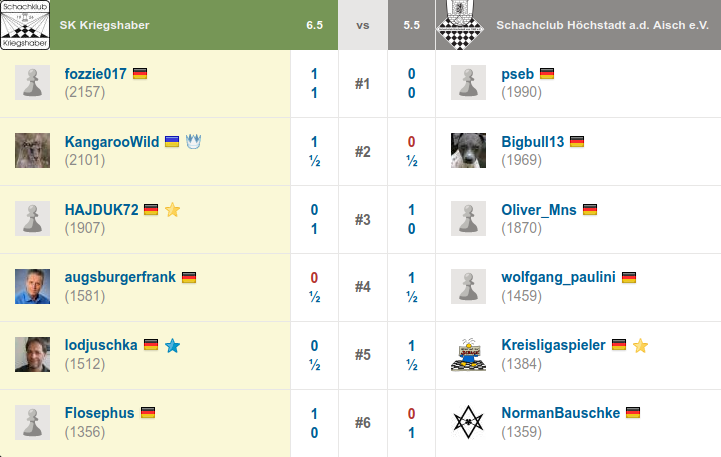 Schachklub
Kriegshaber
SK Kriegshaber 6.5 vs 5.5 Schachclub Höchstadt a.d. Aisch e.V.
fozzie017 1 #1 0 pseb
(2157) 1 0 (1990)
KangarooWild 1 #2 0 Bigbull13
(2101) ½ ½ (1969)
HAJDUK72 0 #3 1 Oliver_Mns
(1907) 1 0 (1870)
augsburgerfrank 0 #4 1 wolfgang_paulini
(1581) ½ ½ (1459)
lodjuschka 0 #5 1 Kreisligaspieler
(1512) ½ ½ (1384)
Flosephus 1 #6 0 NormanBauschke
(1356) 0 1 (1359)